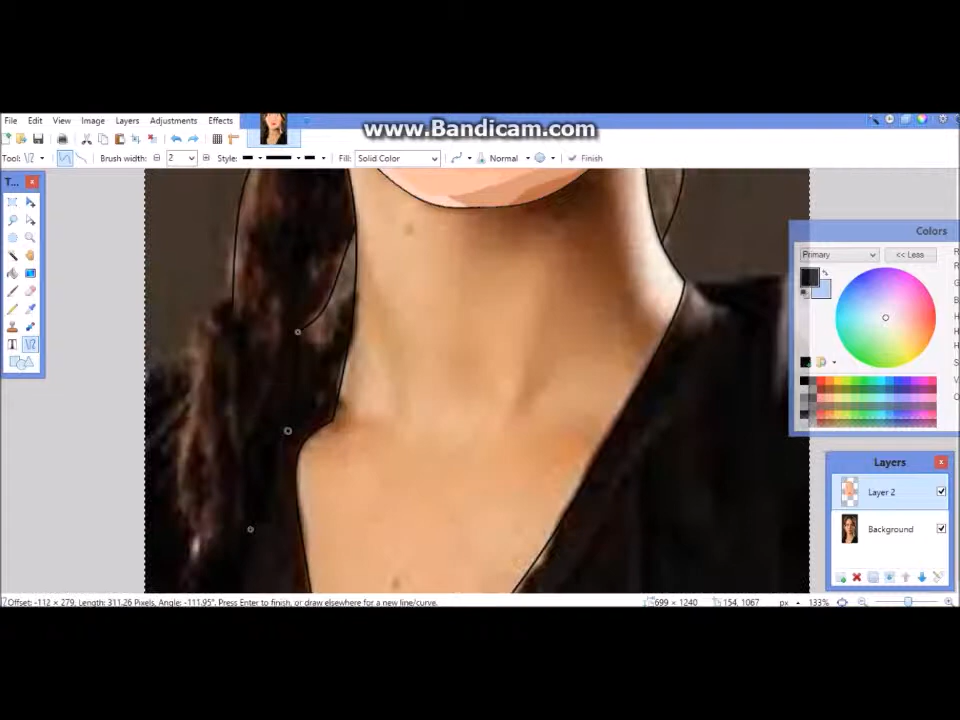 File Edit View Image Layers Adjustments Effects
www.Bandicam.com
Tool: Brush width: 2 Style: Fill: Solid Color Normal Finish
T...
Colors
Primary << Less
Layers
Layer 2
Background
Offset: -112 × 279, Length: 311.26 Pixels, Angle: -111.95°. Press Enter to finish, or draw elsewhere for a new line/curve. 699 × 1240 154, 1067 px 133%